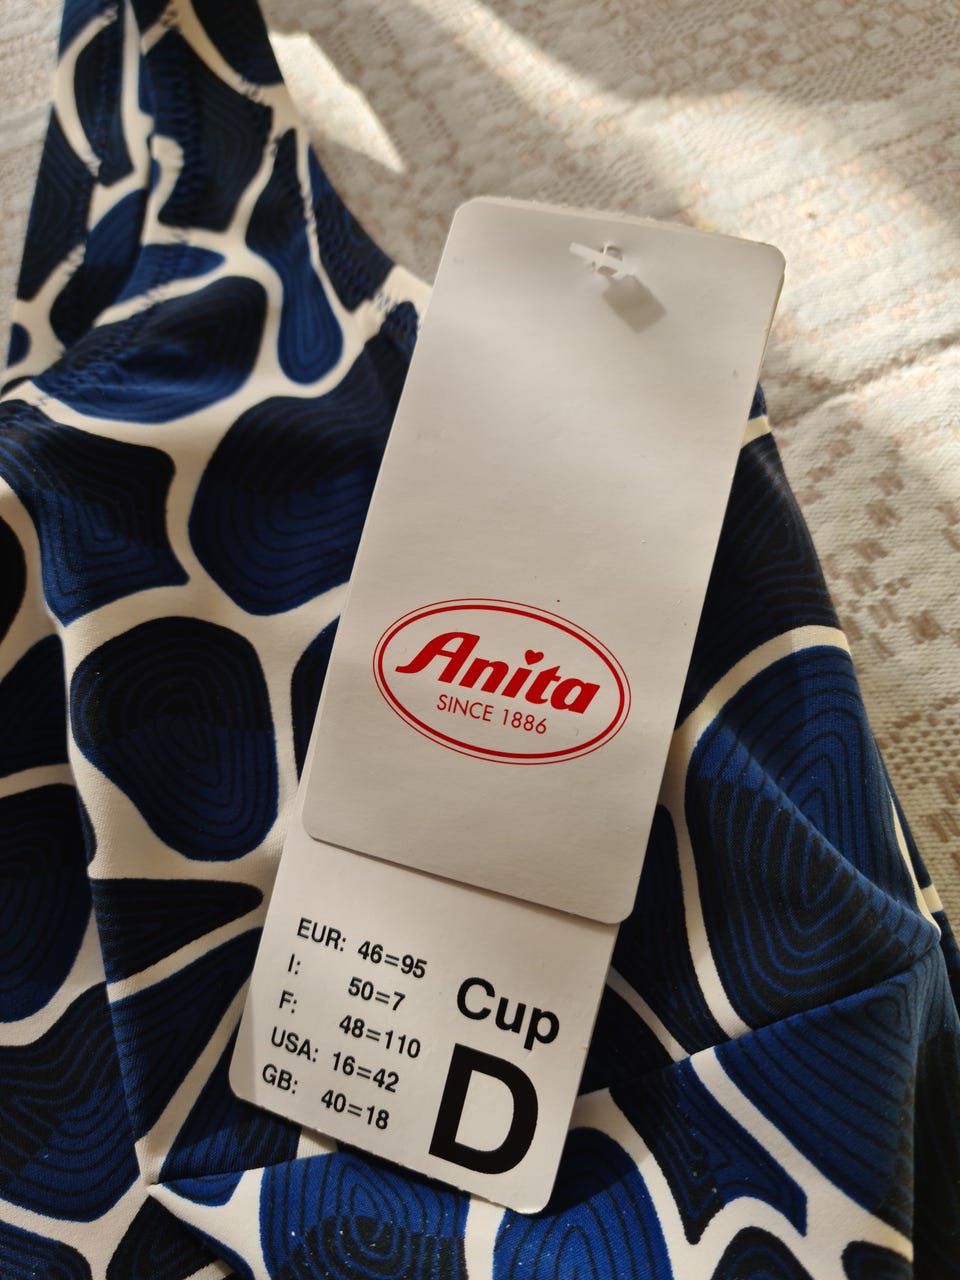 Anita
SINCE 1886
EUR: 46=95
I: 50=7
F: 48=110
USA: 16=42
GB: 40=18
Cup
D